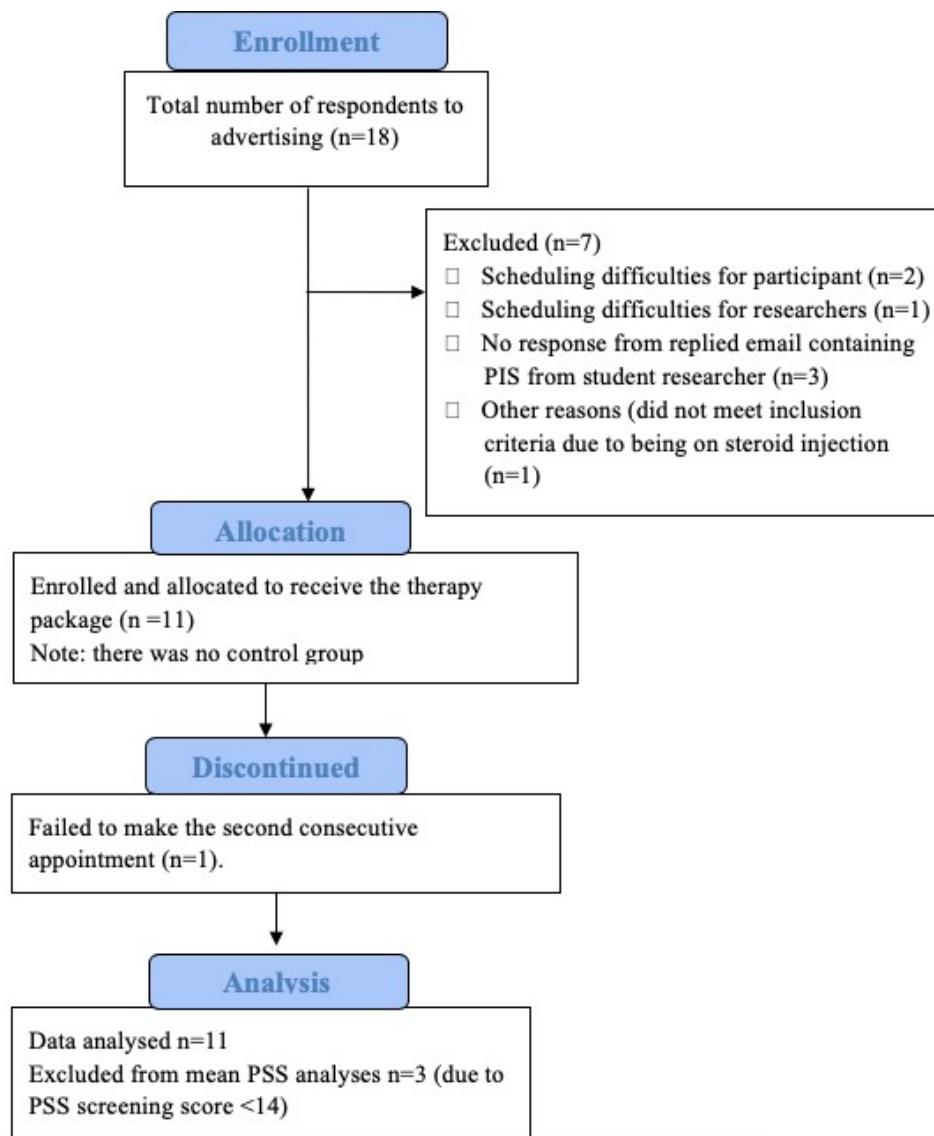 Enrollment
Total number of respondents to
advertising (n=18)
Excluded (n=7)
Scheduling difficulties for participant (n=2)
Scheduling difficulties for researchers (n=1)
No response from replied email containing
PIS from student researcher (n=3)
Other reasons (did not meet inclusion
criteria due to being on steroid injection
(n=1)
Allocation
Enrolled and allocated to receive the therapy
package (n =11)
Note: there was no control group
Discontinued
Failed to make the second consecutive
appointment (n=1).
Analysis
Data analysed n=11
Excluded from mean PSS analyses n=3 (due to
PSS screening score <14)